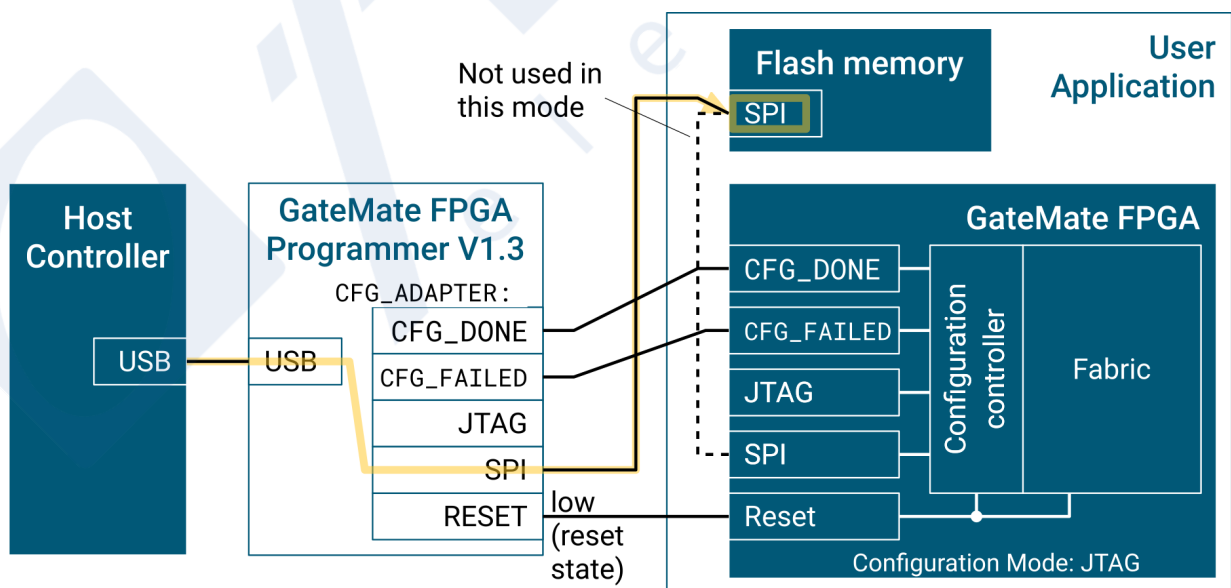 User
Application
Flash memory
SPI
Not used in
this mode
Host
Controller
USB
GateMate FPGA
Programmer V1.3
CFG_ADAPTER:
USB
CFG_DONE
CFG_FAILED
JTAG
SPI
RESET
low
(reset
state)
GateMate FPGA
CFG_DONE
CFG_FAILED
JTAG
SPI
Reset
Configuration
controller
Fabric
Configuration Mode: JTAG